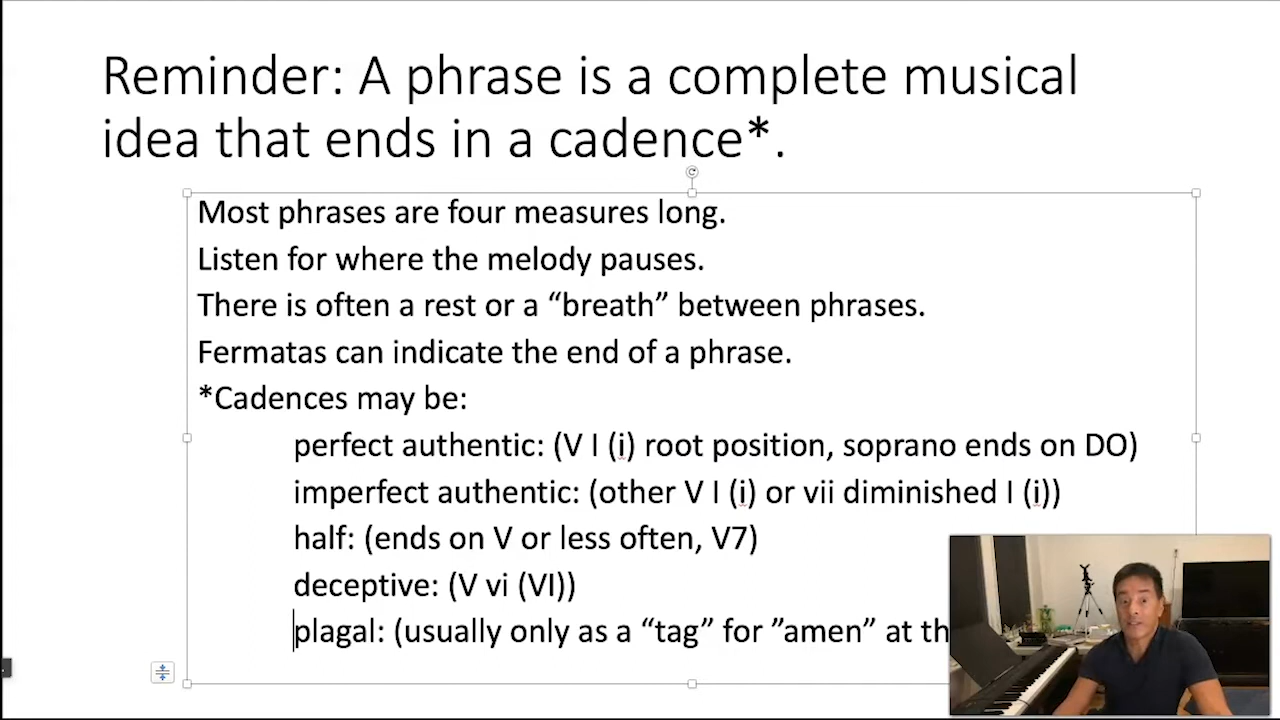 Reminder: A phrase is a complete musical
idea that ends in a cadence*.
Most phrases are four measures long.
Listen for where the melody pauses.
There is often a rest or a “breath” between phrases.
Fermatas can indicate the end of a phrase.
*Cadences may be:
perfect authentic: (V I (i) root position, soprano ends on DO)
imperfect authentic: (other V I (i) or vii diminished I (i))
half: (ends on V or less often, V7)
deceptive: (V vi (VI))
plagal: (usually only as a “tag” for ”amen” at